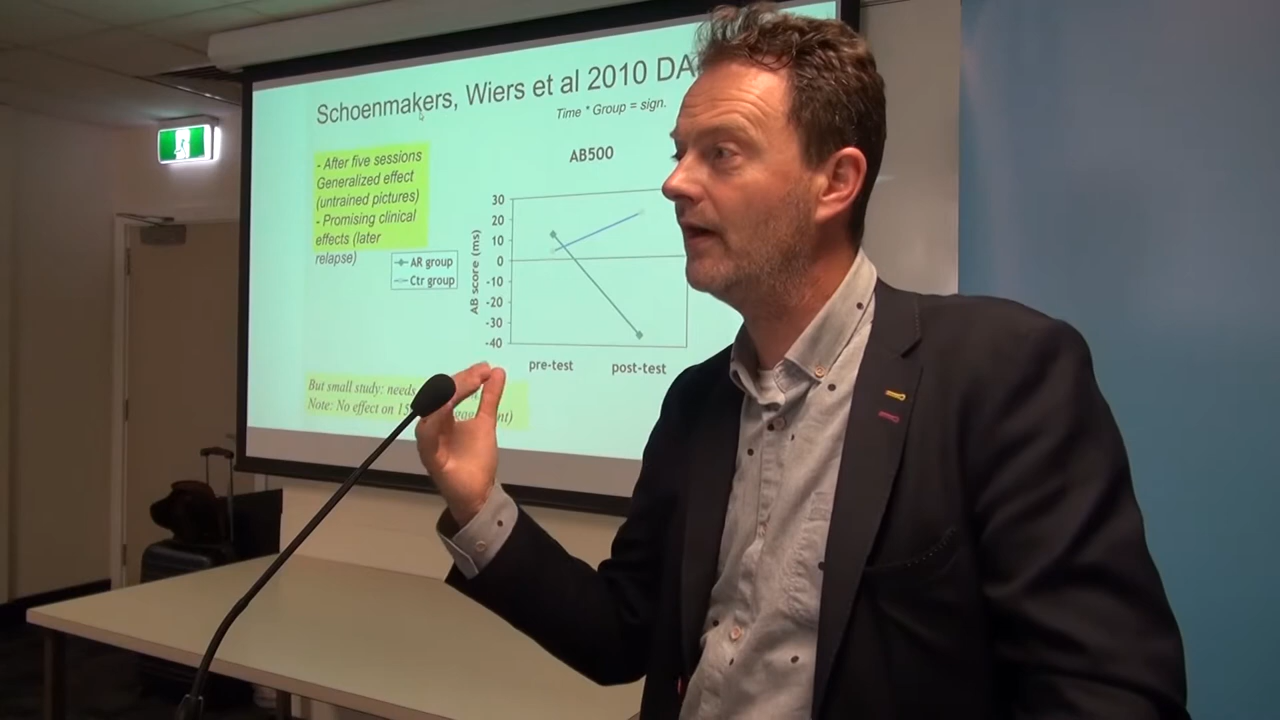 Schoenmakers, Wiers et al 2010 DA
Time * Group = sign.
- After five sessions
Generalized effect
(untrained pictures)
- Promising clinical
effects (later
relapse)
AB500
30
20
10
0
-10
-20
-30
-40
AB score (ms)
AR group
Ctr group
pre-test
post-test
But small study: needs
Note: No effect on 15